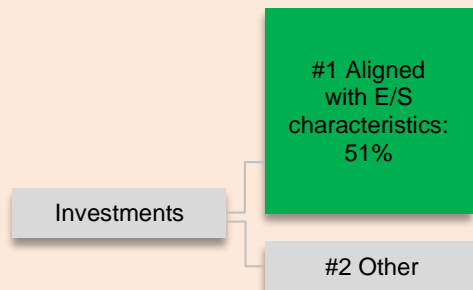 #1 Aligned
with E/S
characteristics:
51%
Investments
#2 Other